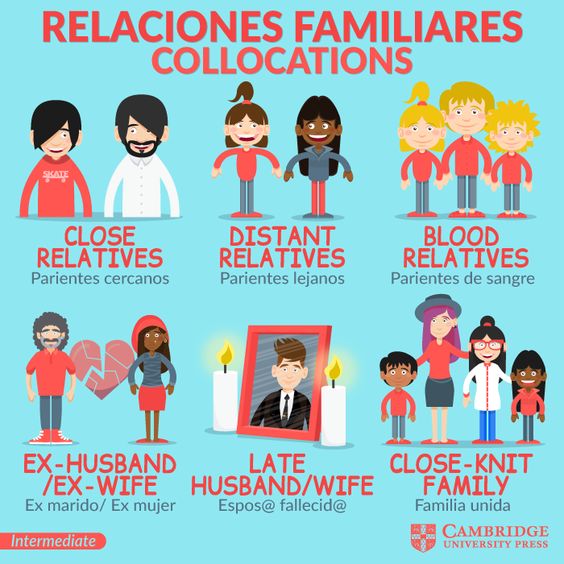 RELACIONES FAMILIARES
COLLOCATIONS
SKATE
CLOSE
RELATIVES
Parientes cercanos
DISTANT
RELATIVES
Parientes lejanos
BLOOD
RELATIVES
Parientes de sangre
EX-HUSBAND
/EX-WIFE
Ex marido/ Ex mujer
LATE
HUSBAND/WIFE
Espos@ fallecid@
CLOSE-KNIT
FAMILY
Familia unida
Intermediate
CAMBRIDGE
UNIVERSITY PRESS